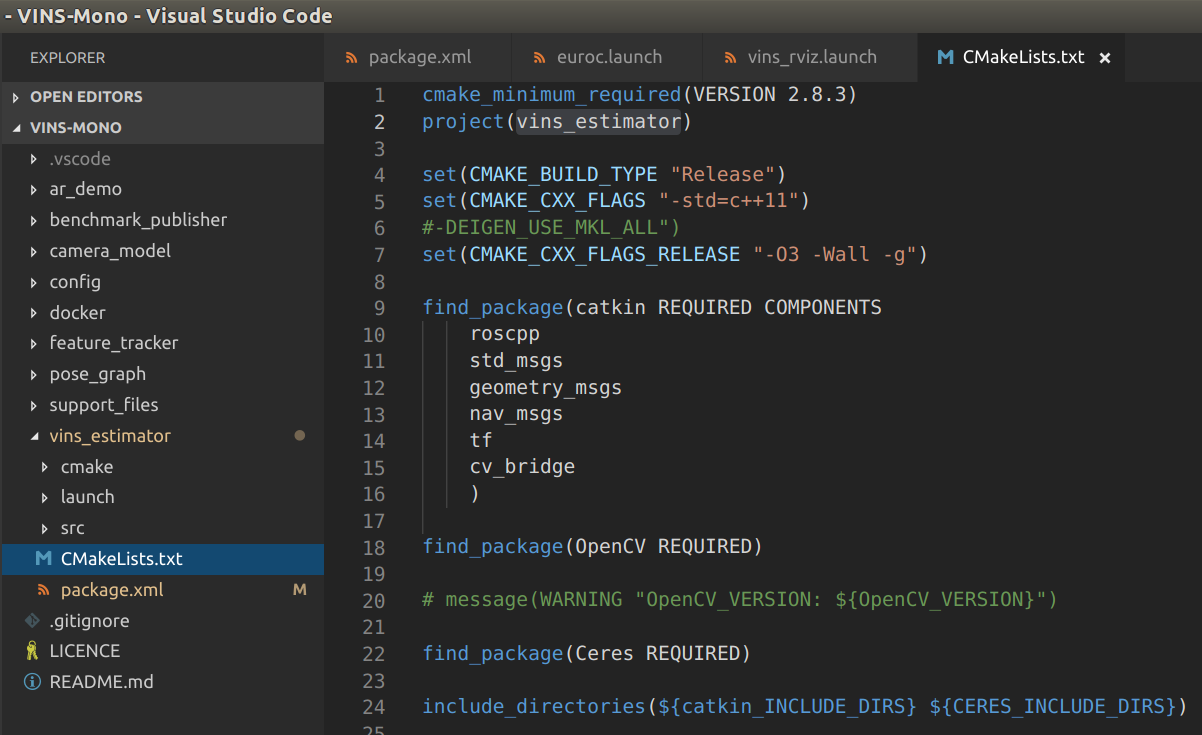 - VINS-Mono - Visual Studio Code
EXPLORER
OPEN EDITORS
VINS-MONO
.vscode
ar_demo
benchmark_publisher
camera_model
config
docker
feature_tracker
pose_graph
support_files
vins_estimator
cmake
launch
src
M CMakeLists.txt
package.xml M
.gitignore
LICENCE
README.md
package.xml euroc.launch vins_rviz.launch M CMakeLists.txt ×
1 cmake_minimum_required(VERSION 2.8.3)
2 project(vins_estimator)
3
4 set(CMAKE_BUILD_TYPE "Release")
5 set(CMAKE_CXX_FLAGS "-std=c++11")
6 #-DEIGEN_USE_MKL_ALL")
7 set(CMAKE_CXX_FLAGS_RELEASE "-O3 -Wall -g")
8
9 find_package(catkin REQUIRED COMPONENTS
10 roscpp
11 std_msgs
12 geometry_msgs
13 nav_msgs
14 tf
15 cv_bridge
16 )
17
18 find_package(OpenCV REQUIRED)
19
20 # message(WARNING "OpenCV_VERSION: ${OpenCV_VERSION}")
21
22 find_package(Ceres REQUIRED)
23
24 include_directories(${catkin_INCLUDE_DIRS} ${CERES_INCLUDE_DIRS})
25